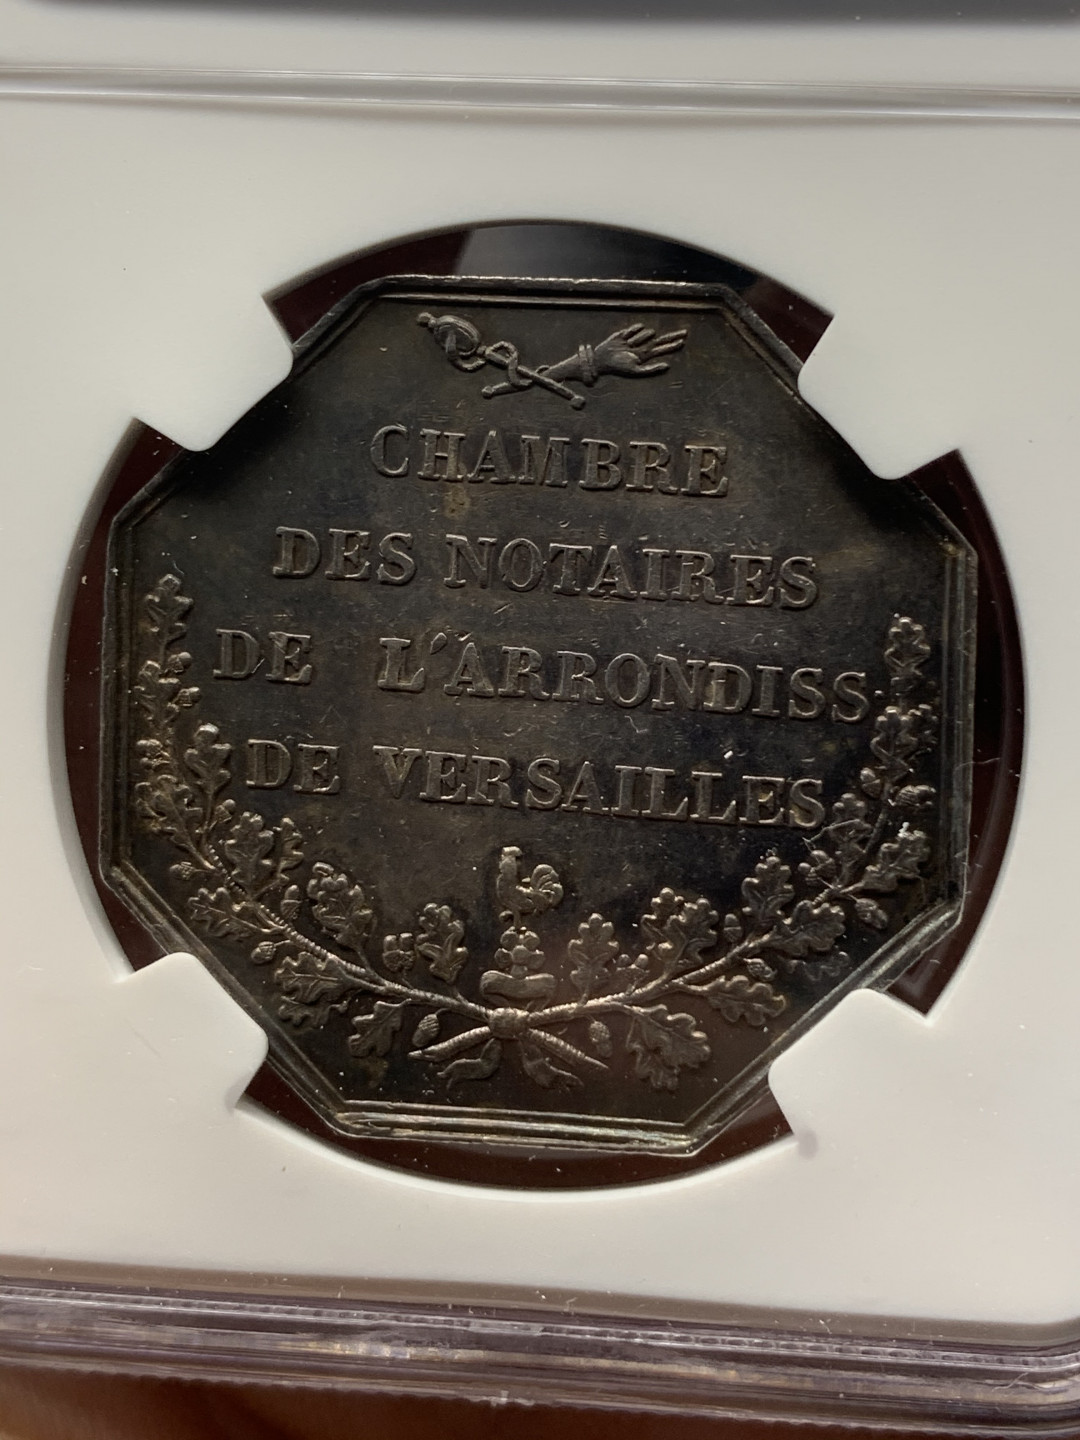 CHAMBRE
DES NOTAIRES
DE L'ARRONDISS.
DE VERSAILLES